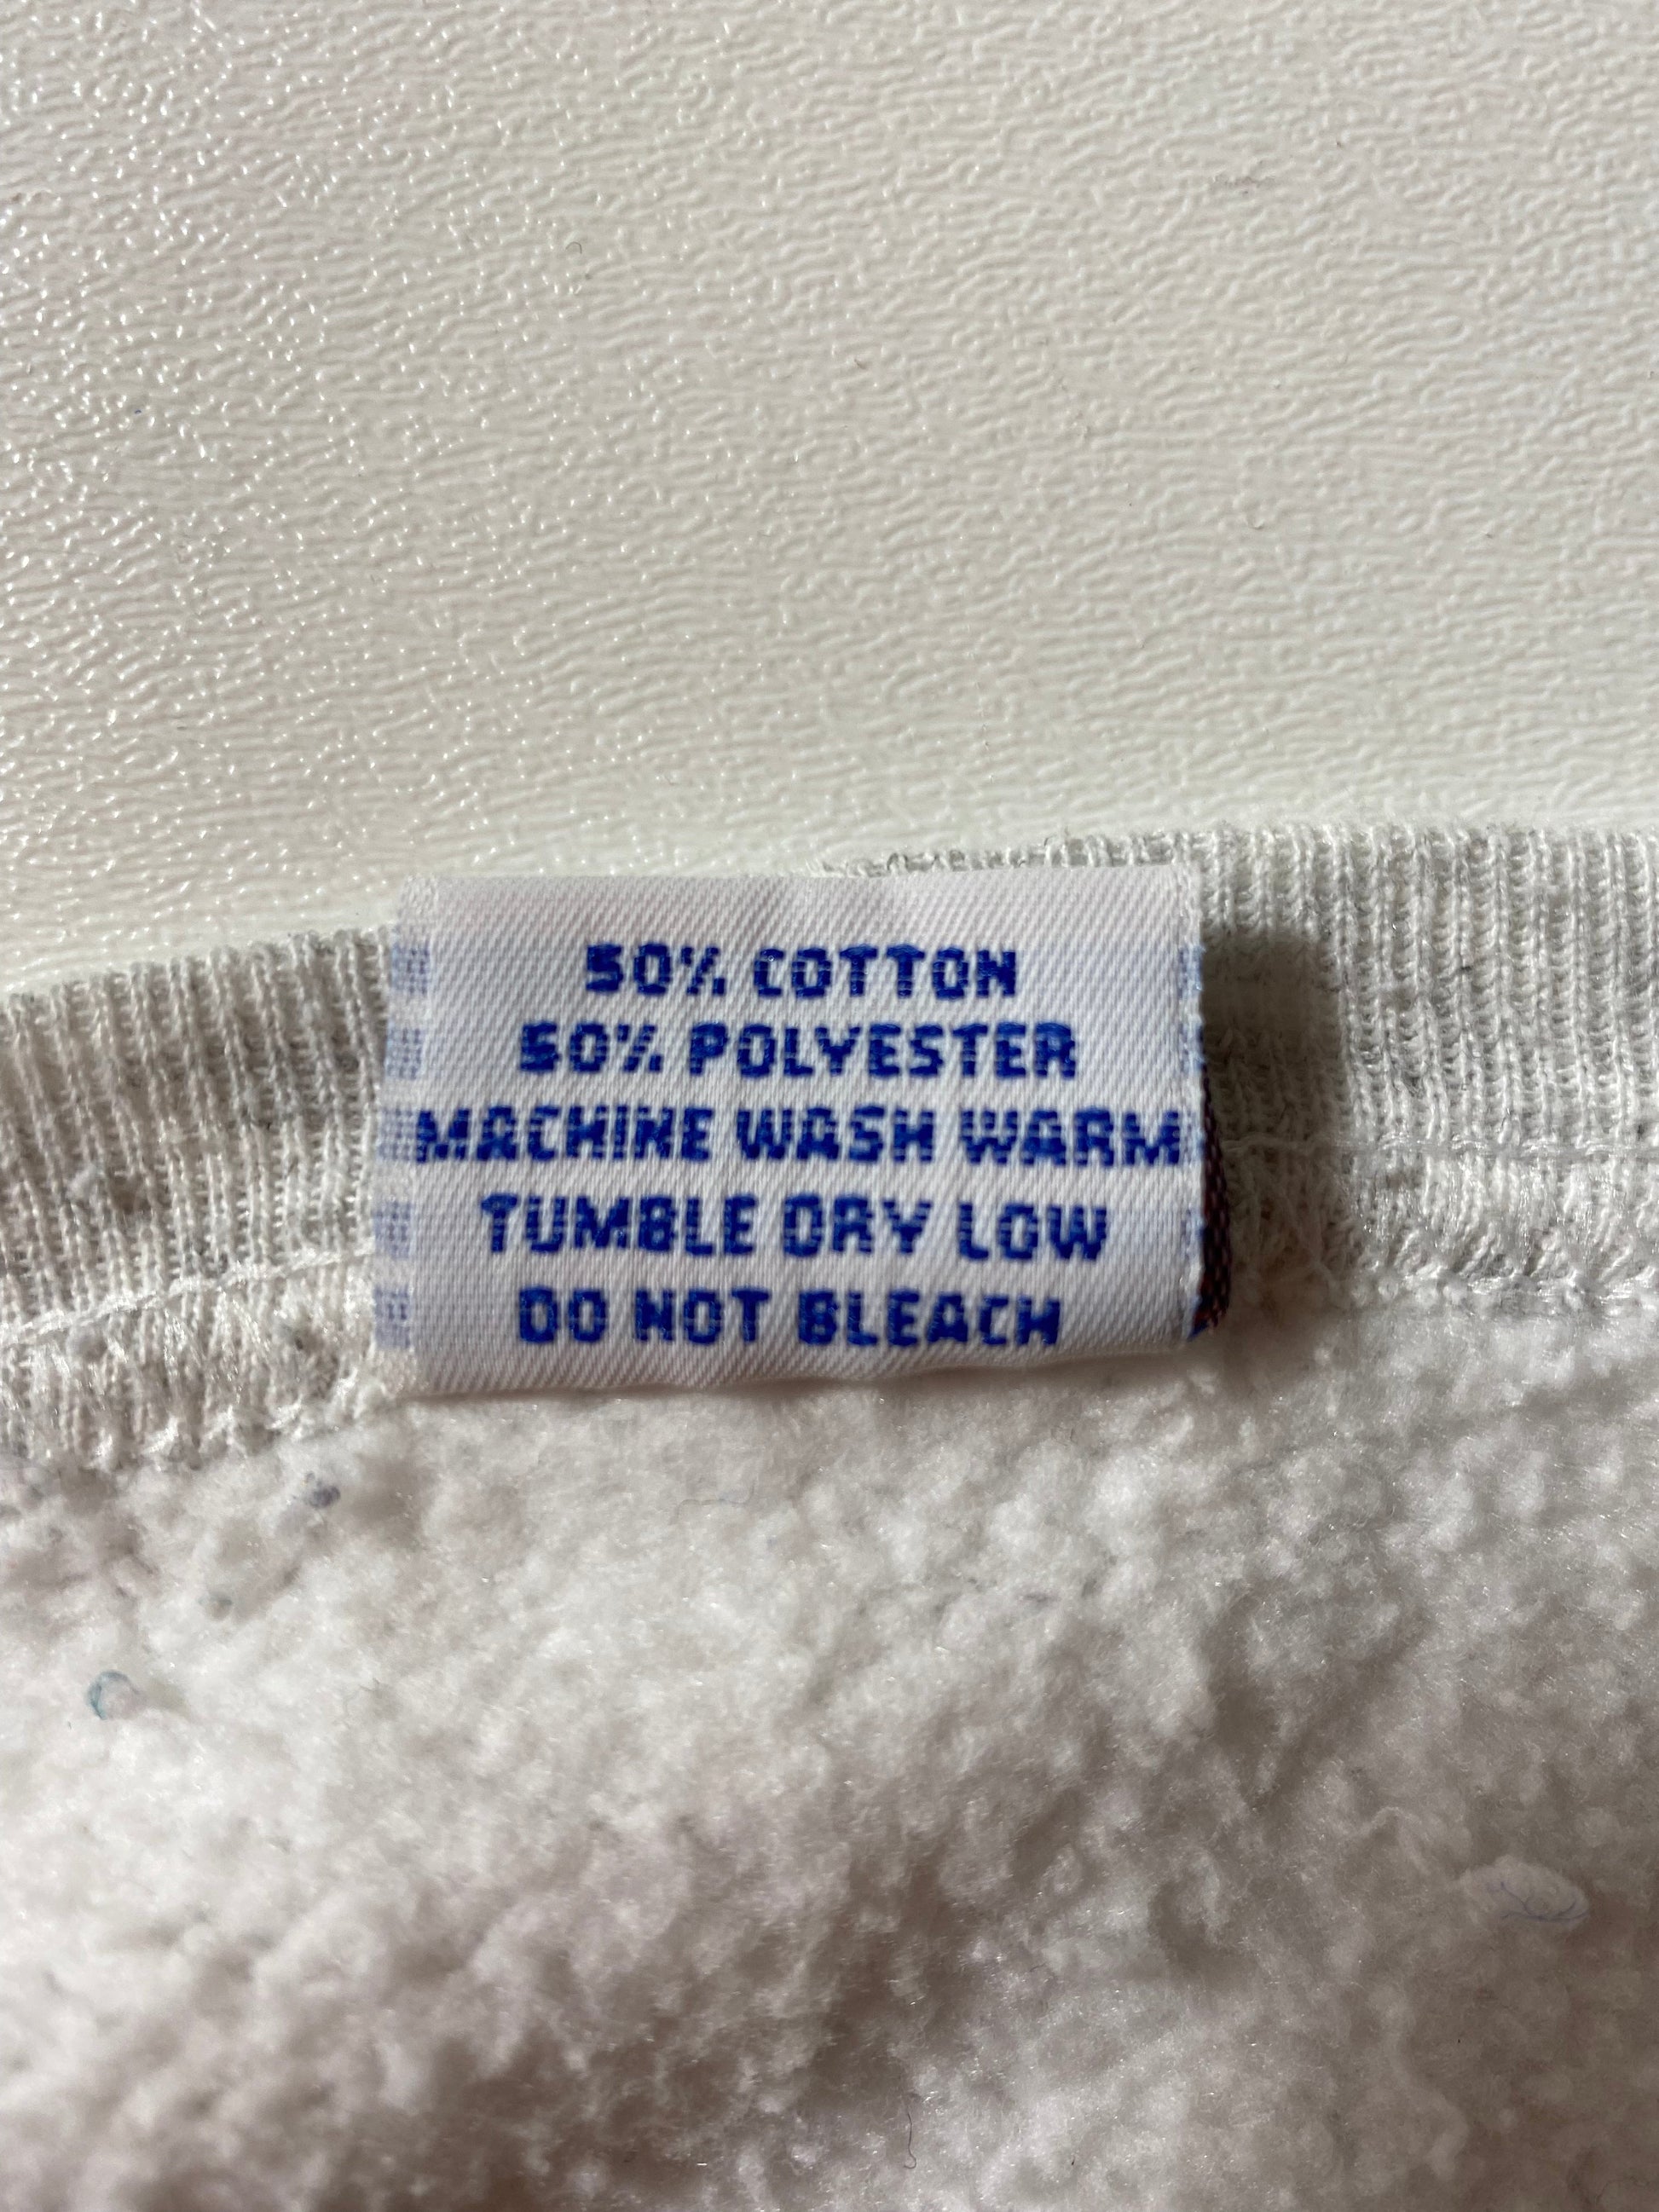 50% COTTON
50% POLYESTER
MACHINE WASH WARM
TUMBLE DRY LOW
DO NOT BLEACH